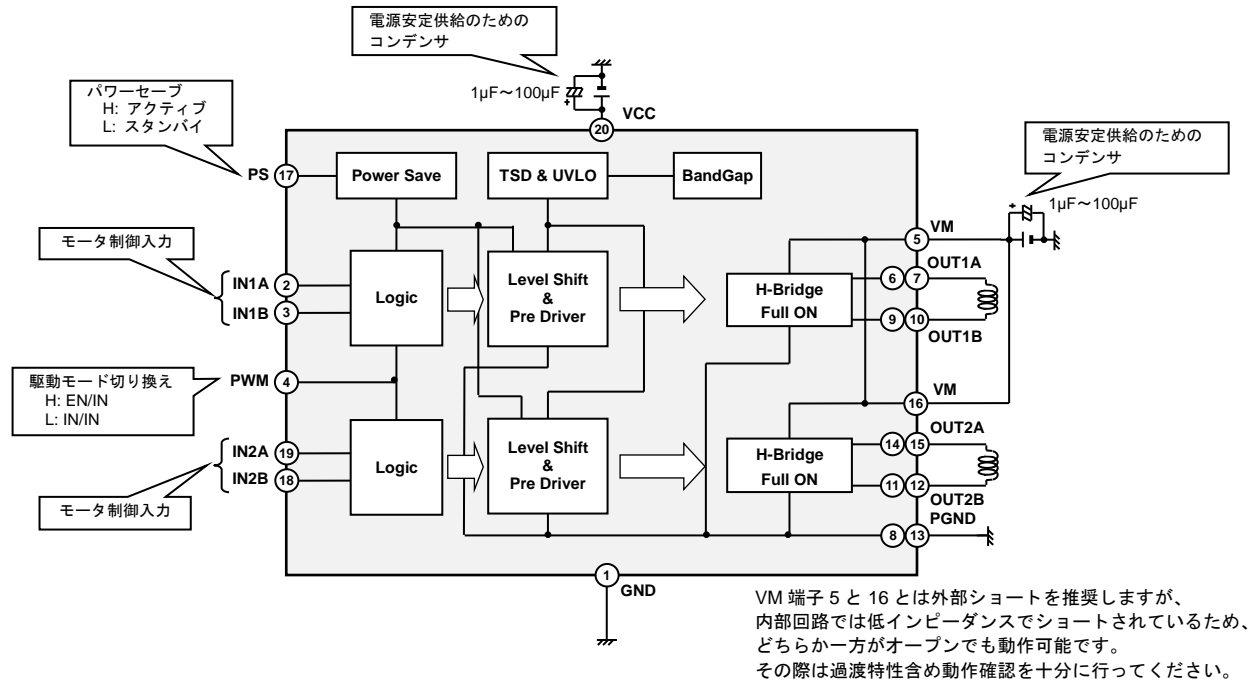 電源安定供給のための
コンデンサ
1µF～100µF
パワーセーブ
H: アクティブ
L: スタンバイ
VCC
20
電源安定供給のための
コンデンサ
1µF～100µF
PS 17
Power Save
TSD & UVLO
BandGap
モータ制御入力
IN1A 2
IN1B 3
Logic
Level Shift
&
Pre Driver
H-Bridge
Full ON
5 VM
6 7 OUT1A
9 10 OUT1B
駆動モード切り換え
H: EN/IN
L: IN/IN
PWM 4
16 VM
IN2A 19
IN2B 18
モータ制御入力
Logic
Level Shift
&
Pre Driver
H-Bridge
Full ON
14 15 OUT2A
11 12 OUT2B
8 13 PGND
1
GND
VM 端子 5 と 16 とは外部ショートを推奨しますが、
内部回路では低インピーダンスでショートされているため、
どちらか一方がオープンでも動作可能です。
その際は過渡特性含め動作確認を十分に行ってください。
+
+